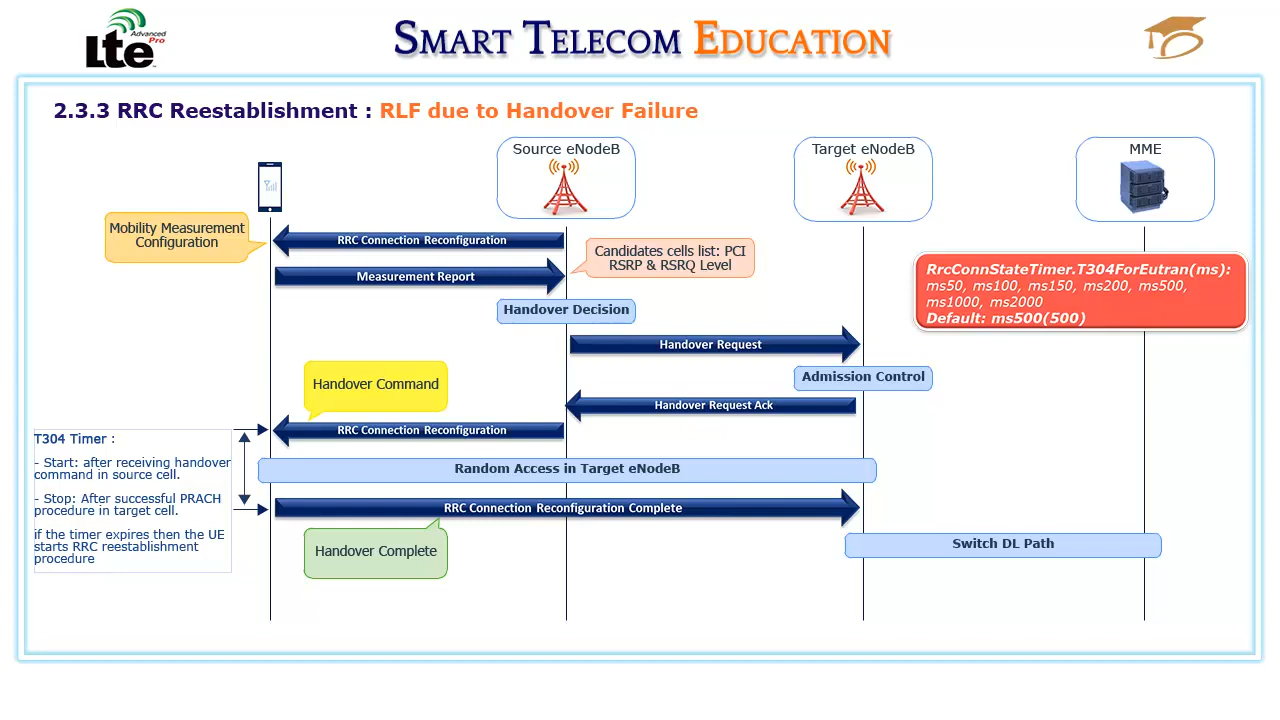 LTE Advanced Pro
SMART TELECOM EDUCATION
2.3.3 RRC Reestablishment : RLF due to Handover Failure
Source eNodeB
Target eNodeB
MME
Mobility Measurement
Configuration
RRC Connection Reconfiguration
Candidates cells list: PCI
RSRP & RSRQ Level
Measurement Report
RrcConnStateTimer.T304ForEutran(ms):
ms50, ms100, ms150, ms200, ms500,
ms1000, ms2000
Default: ms500(500)
Handover Decision
Handover Request
Admission Control
Handover Command
Handover Request Ack
RRC Connection Reconfiguration
T304 Timer :
- Start: after receiving handover
command in source cell.
- Stop: After successful PRACH
procedure in target cell.
if the timer expires then the UE
starts RRC reestablishment
procedure
Random Access in Target eNodeB
RRC Connection Reconfiguration Complete
Handover Complete
Switch DL Path